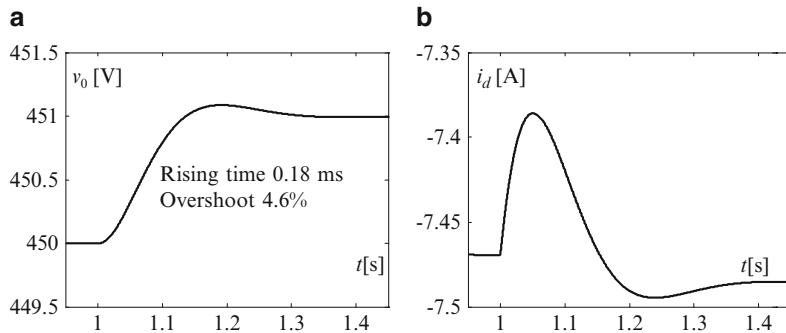 a
451.5
v₀ [V]
451
450.5
Rising time 0.18 ms
Overshoot 4.6%
450
t[s]
449.5
1 1.1 1.2 1.3 1.4
b
-7.35
i_d [A]
-7.4
-7.45
t[s]
-7.5
1 1.1 1.2 1.3 1.4